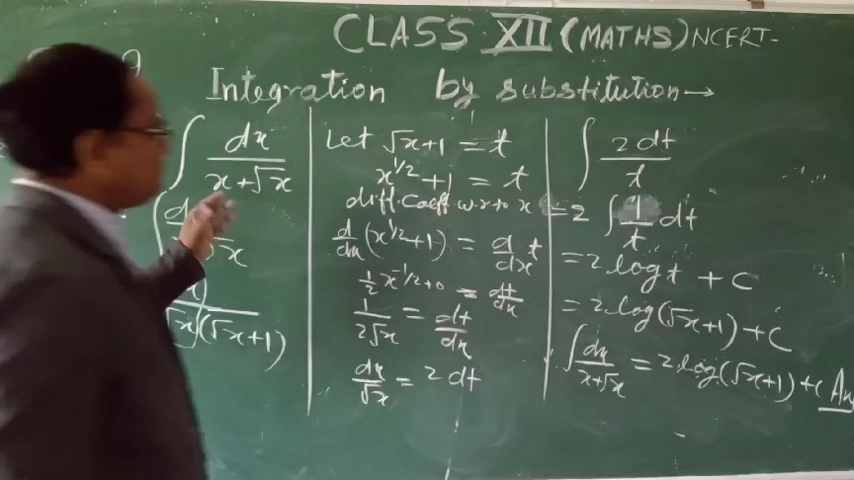 CLASS XII (MATHS) NCERT-
Integration by substitution →
∫ dx / (x + √x)
√x (√x + 1)
Let √x + 1 = t
x^1/2 + 1 = t
diff. Coeff w.r to x
d/dx (x^1/2 + 1) = d/dx t
1/2 x^-1/2 + 0 = dt/dx
1/(2√x) = dt/dx
dx/√x = 2 dt
∫ 2dt / t
= 2 ∫ 1/t dt
= 2 log t + C
= 2 log (√x + 1) + C
∫ dx/(x+√x) = 2 log (√x + 1) + C Ans